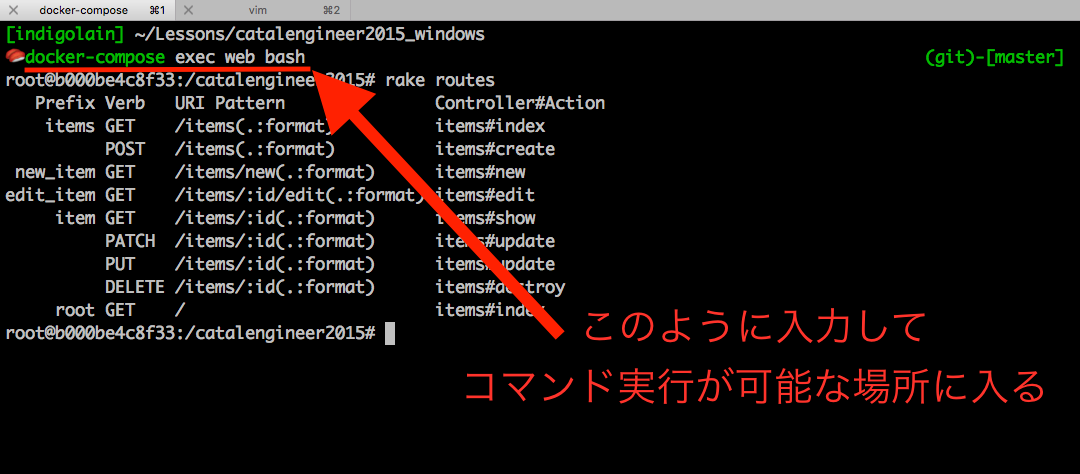 docker-compose ⌘1 vim ⌘2
[indigolain] ~/Lessons/catalengineer2015_windows
docker-compose exec web bash (git)-[master]
root@b000be4c8f33:/catalengineer2015# rake routes
Prefix Verb URI Pattern Controller#Action
items GET /items(.:format) items#index
POST /items(.:format) items#create
new_item GET /items/new(.:format) items#new
edit_item GET /items/:id/edit(.:format) items#edit
item GET /items/:id(.:format) items#show
PATCH /items/:id(.:format) items#update
PUT /items/:id(.:format) items#update
DELETE /items/:id(.:format) items#destroy
root GET / items#index
root@b000be4c8f33:/catalengineer2015#
このように入力して
コマンド実行が可能な場所に入る